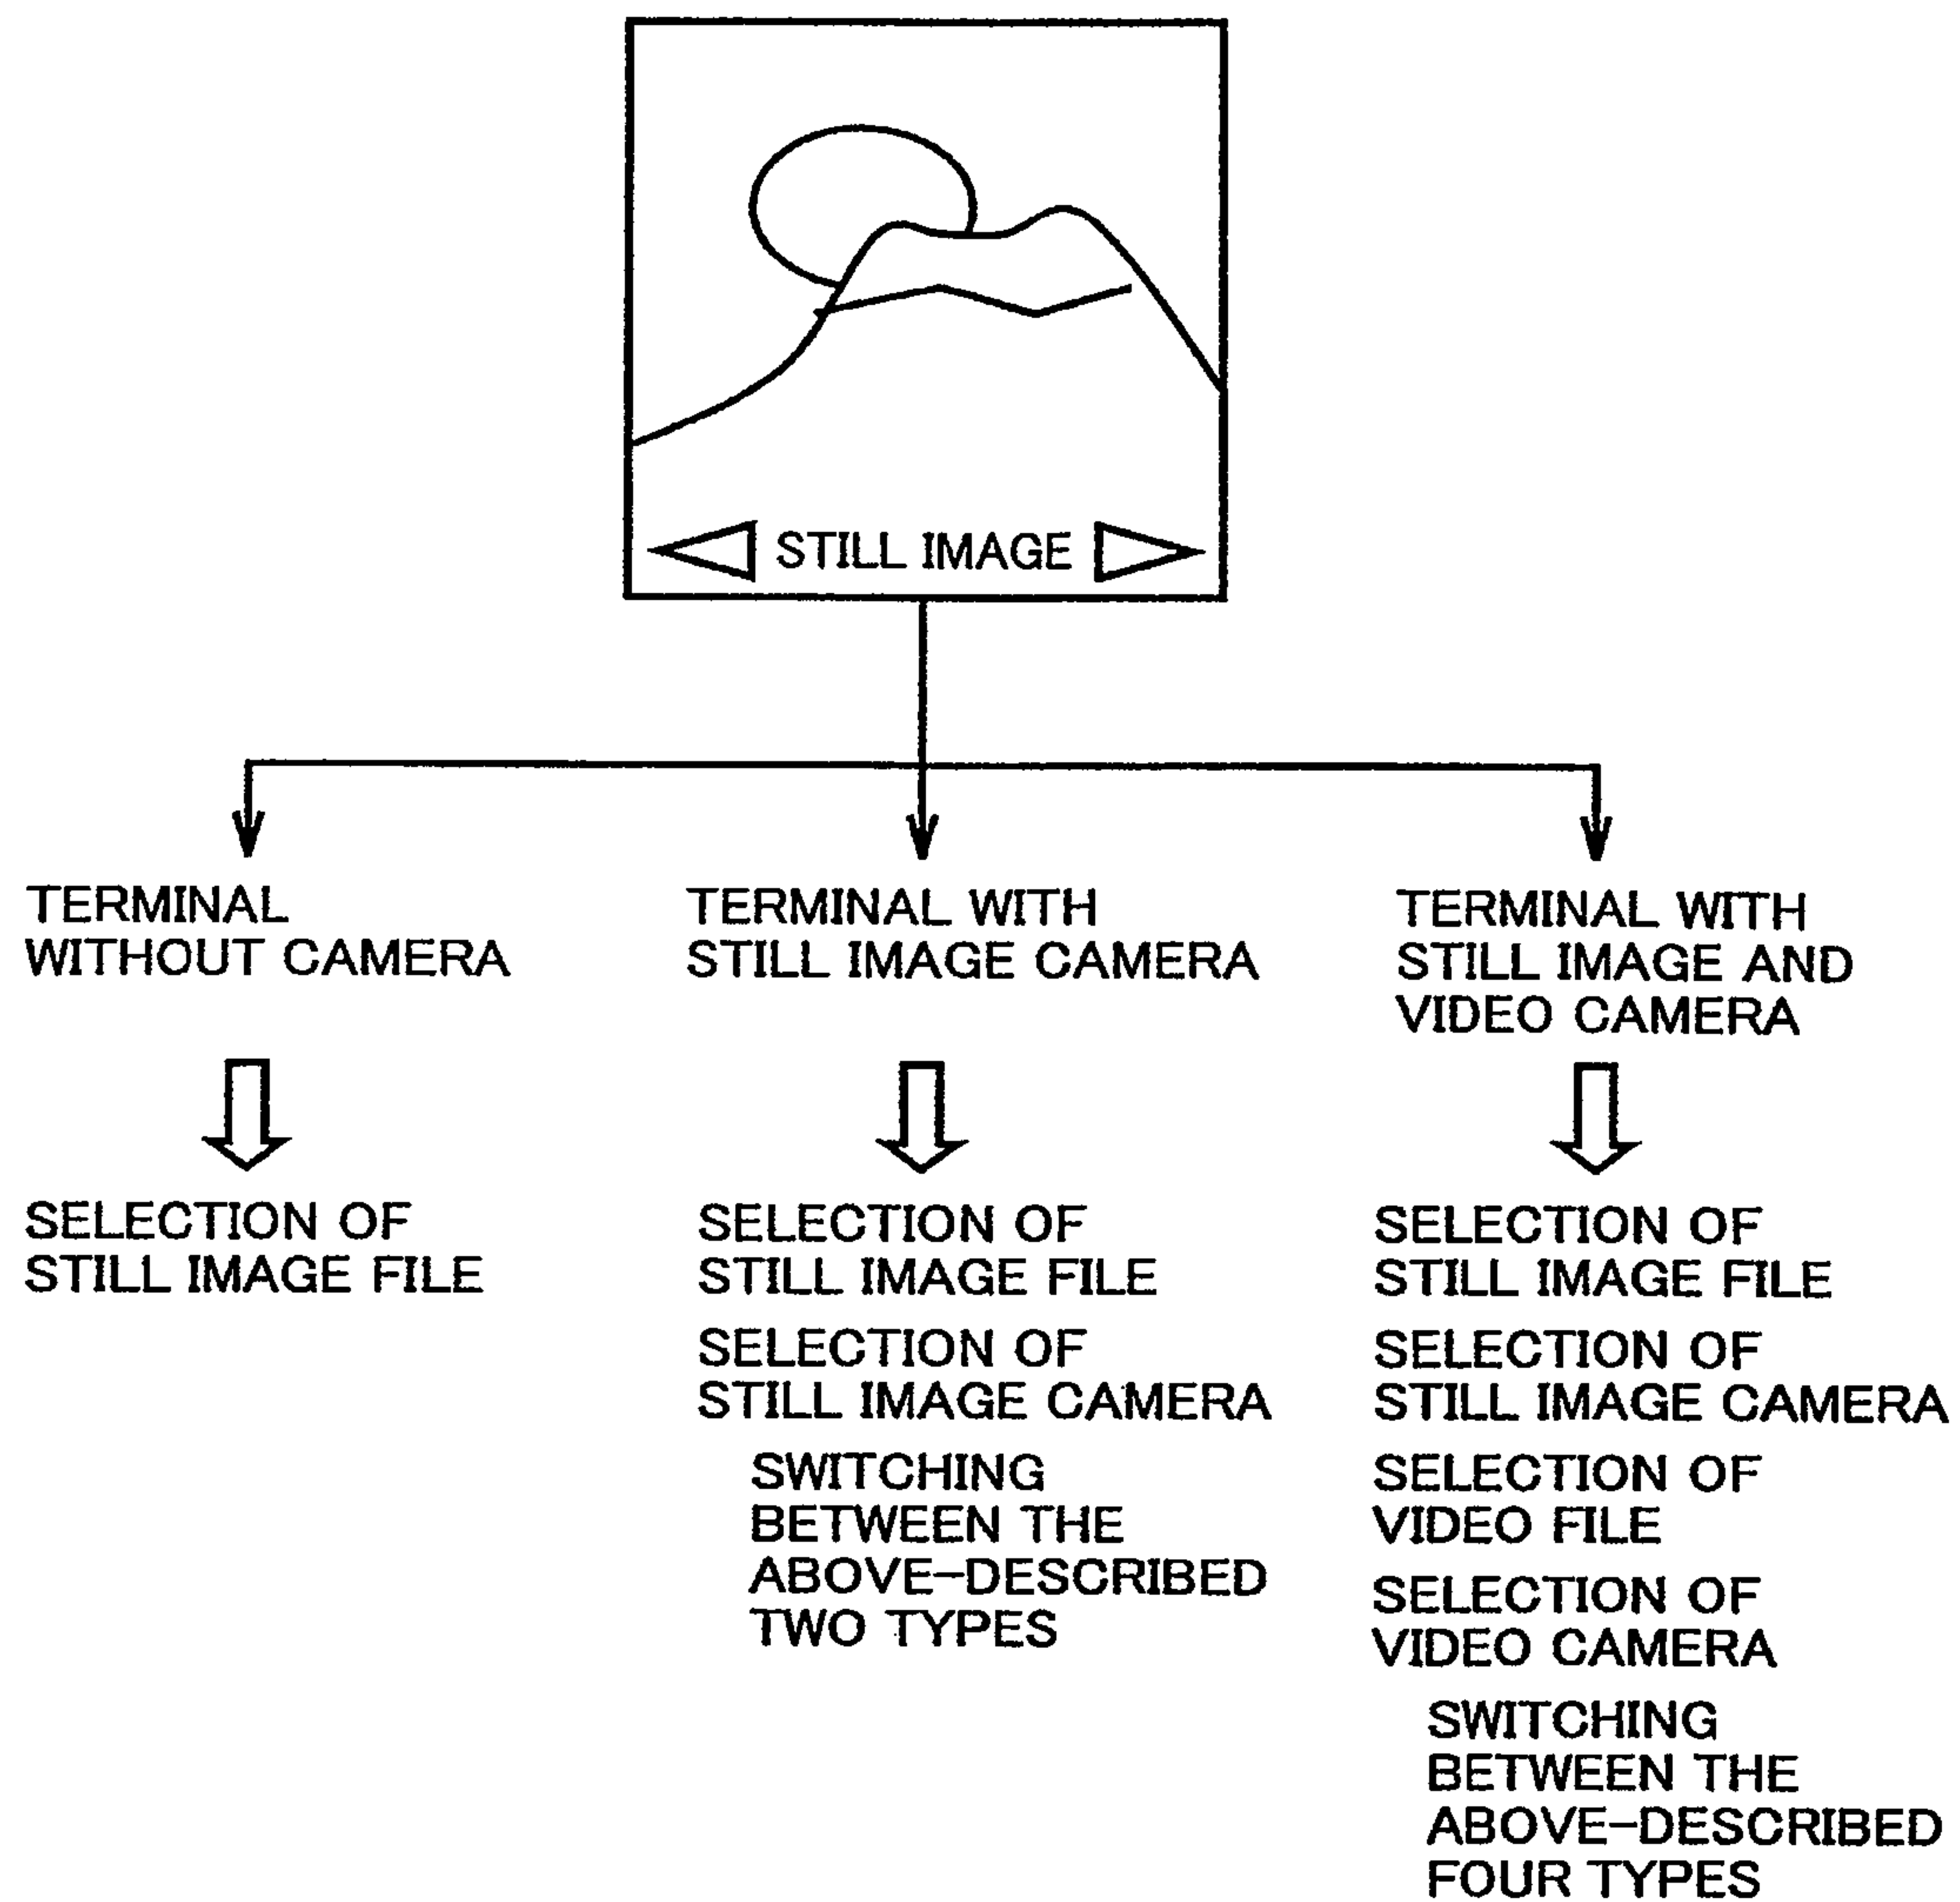 STILL IMAGE
TERMINAL
WITHOUT CAMERA
SELECTION OF
STILL IMAGE FILE
TERMINAL WITH
STILL IMAGE CAMERA
SELECTION OF
STILL IMAGE FILE
SELECTION OF
STILL IMAGE CAMERA
SWITCHING
BETWEEN THE
ABOVE-DESCRIBED
TWO TYPES
TERMINAL WITH
STILL IMAGE AND
VIDEO CAMERA
SELECTION OF
STILL IMAGE FILE
SELECTION OF
STILL IMAGE CAMERA
SELECTION OF
VIDEO FILE
SELECTION OF
VIDEO CAMERA
SWITCHING
BETWEEN THE
ABOVE-DESCRIBED
FOUR TYPES